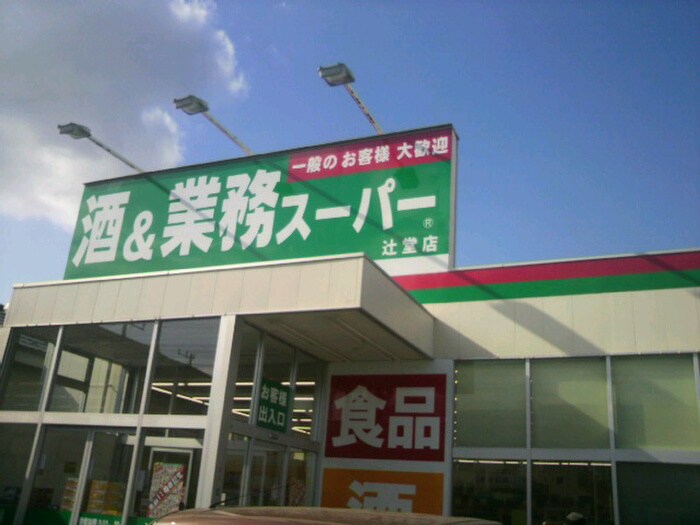 一般の お客様 大歓迎
酒&業務スーパー®
辻堂店
お客様
出入口
食品
酒